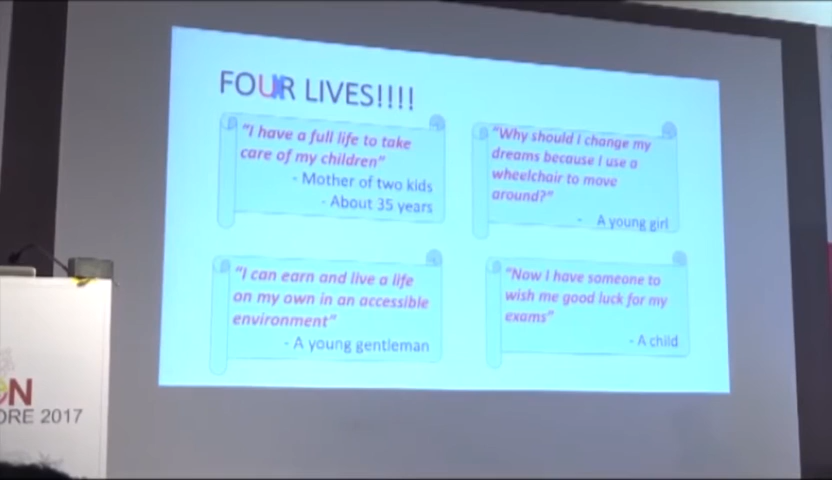 FOUR LIVES!!!!
"I have a full life to take
care of my children"
- Mother of two kids
- About 35 years
"Why should I change my
dreams because I use a
wheelchair to move
around?"
- A young girl
"I can earn and live a life
on my own in an accessible
environment"
- A young gentleman
"Now I have someone to
wish me good luck for my
exams"
- A child
2017